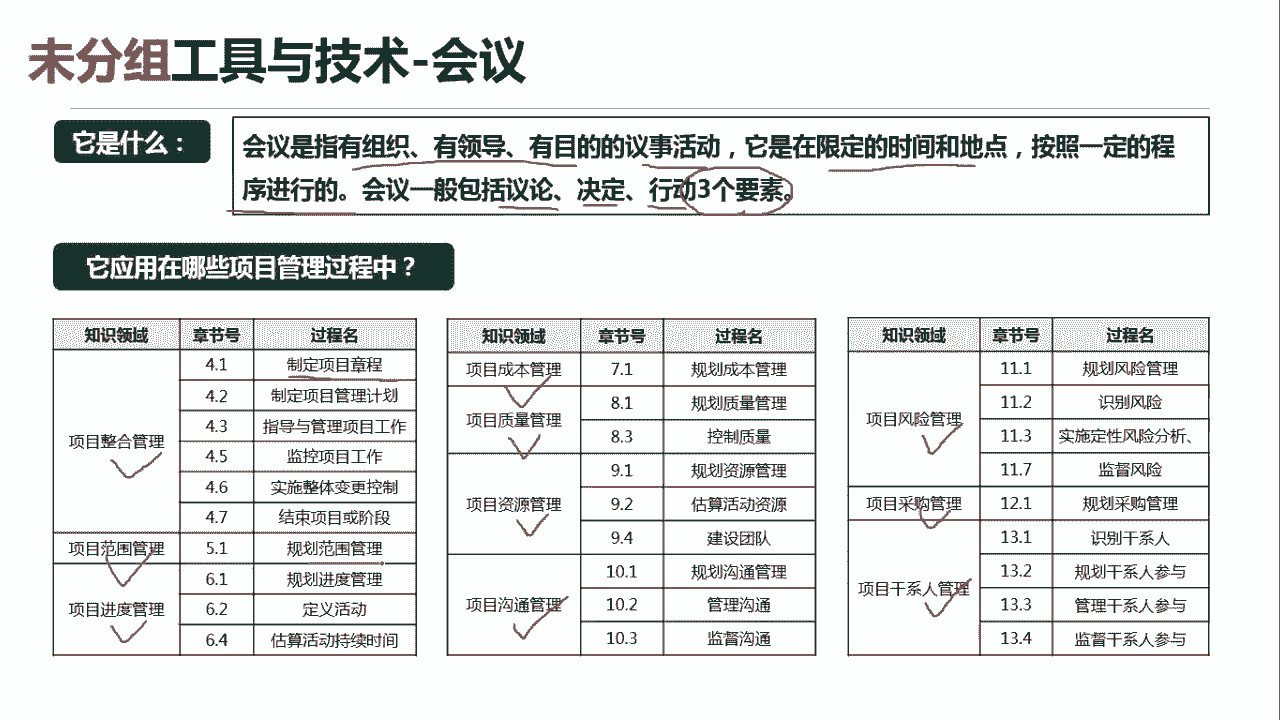 未分组工具与技术-会议
它是什么：
会议是指有组织、有领导、有目的的议事活动，它是在限定的时间和地点，按照一定的程
序进行的。会议一般包括议论、决定、行动3个要素。
它应用在哪些项目管理过程中？
知识领域 章节号 过程名
项目整合管理 4.1 制定项目章程
4.2 制定项目管理计划
4.3 指导与管理项目工作
4.5 监控项目工作
4.6 实施整体变更控制
4.7 结束项目或阶段
项目范围管理 5.1 规划范围管理
项目进度管理 6.1 规划进度管理
6.2 定义活动
6.4 估算活动持续时间
知识领域 章节号 过程名
项目成本管理 7.1 规划成本管理
项目质量管理 8.1 规划质量管理
8.3 控制质量
项目资源管理 9.1 规划资源管理
9.2 估算活动资源
9.4 建设团队
项目沟通管理 10.1 规划沟通管理
10.2 管理沟通
10.3 监督沟通
知识领域 章节号 过程名
项目风险管理 11.1 规划风险管理
11.2 识别风险
11.3 实施定性风险分析、
11.7 监督风险
项目采购管理 12.1 规划采购管理
项目干系人管理 13.1 识别干系人
13.2 规划干系人参与
13.3 管理干系人参与
13.4 监督干系人参与